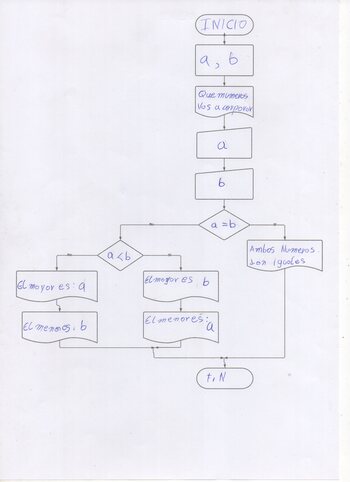 INICIO
a, b
Que numeros
vas a comparar
a
b
a = b
a < b
Ambos Numeros
son iguales
El mayor es: a
El mayor es: b
El menor es: b
El menor es:
a
FIN